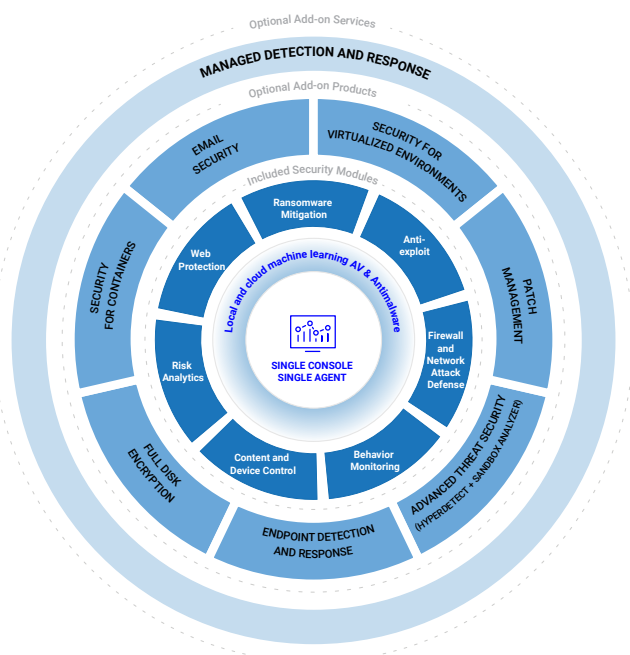 Optional Add-on Services
MANAGED DETECTION AND RESPONSE
Optional Add-on Products
EMAIL
SECURITY
SECURITY FOR
VIRTUALIZED ENVIRONMENTS
Included Security Modules
Ransomware
Mitigation
Web
Protection
Anti-
exploit
Local and cloud machine learning AV & Antimalware
SECURITY
FOR CONTAINERS
PATCH
MANAGEMENT
Firewall
and
Network
Attack
Defense
SINGLE CONSOLE
SINGLE AGENT
Risk
Analytics
Content and
Device Control
Behavior
Monitoring
FULL DISK
ENCRYPTION
ADVANCED THREAT SECURITY
(HYPERDETECT + SANDBOX ANALYZER)
ENDPOINT DETECTION
AND RESPONSE